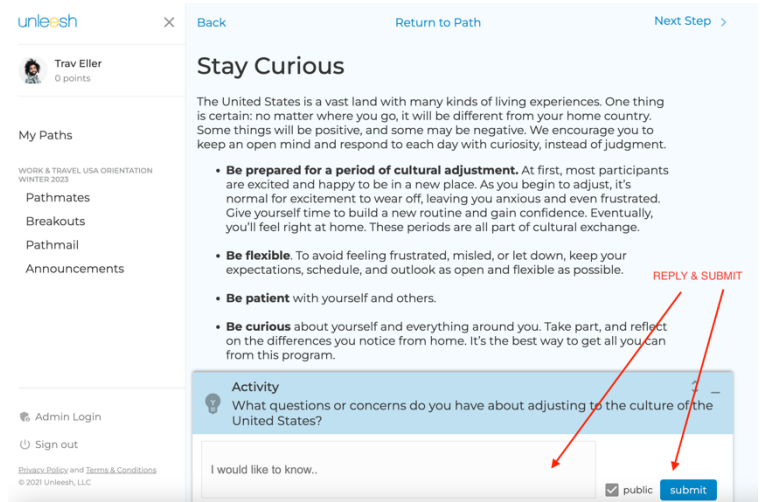 unleesh
Trav Eller
0 points
My Paths
WORK & TRAVEL USA ORIENTATION
WINTER 2023
Pathmates
Breakouts
Pathmail
Announcements
Admin Login
Sign out
Privacy Policy and Terms & Conditions
© 2021 Unleesh, LLC
Back
Return to Path
Next Step
Stay Curious
The United States is a vast land with many kinds of living experiences. One thing
is certain: no matter where you go, it will be different from your home country.
Some things will be positive, and some may be negative. We encourage you to
keep an open mind and respond to each day with curiosity, instead of judgment.
• Be prepared for a period of cultural adjustment. At first, most participants
are excited and happy to be in a new place. As you begin to adjust, it's
normal for excitement to wear off, leaving you anxious and even frustrated.
Give yourself time to build a new routine and gain confidence. Eventually,
you'll feel right at home. These periods are all part of cultural exchange.
• Be flexible. To avoid feeling frustrated, misled, or let down, keep your
expectations, schedule, and outlook as open and flexible as possible.
REPLY & SUBMIT
• Be patient with yourself and others.
• Be curious about yourself and everything around you. Take part, and reflect
on the differences you notice from home. It's the best way to get all you can
from this program.
Activity
What questions or concerns do you have about adjusting to the culture of the
United States?
I would like to know..
public
submit